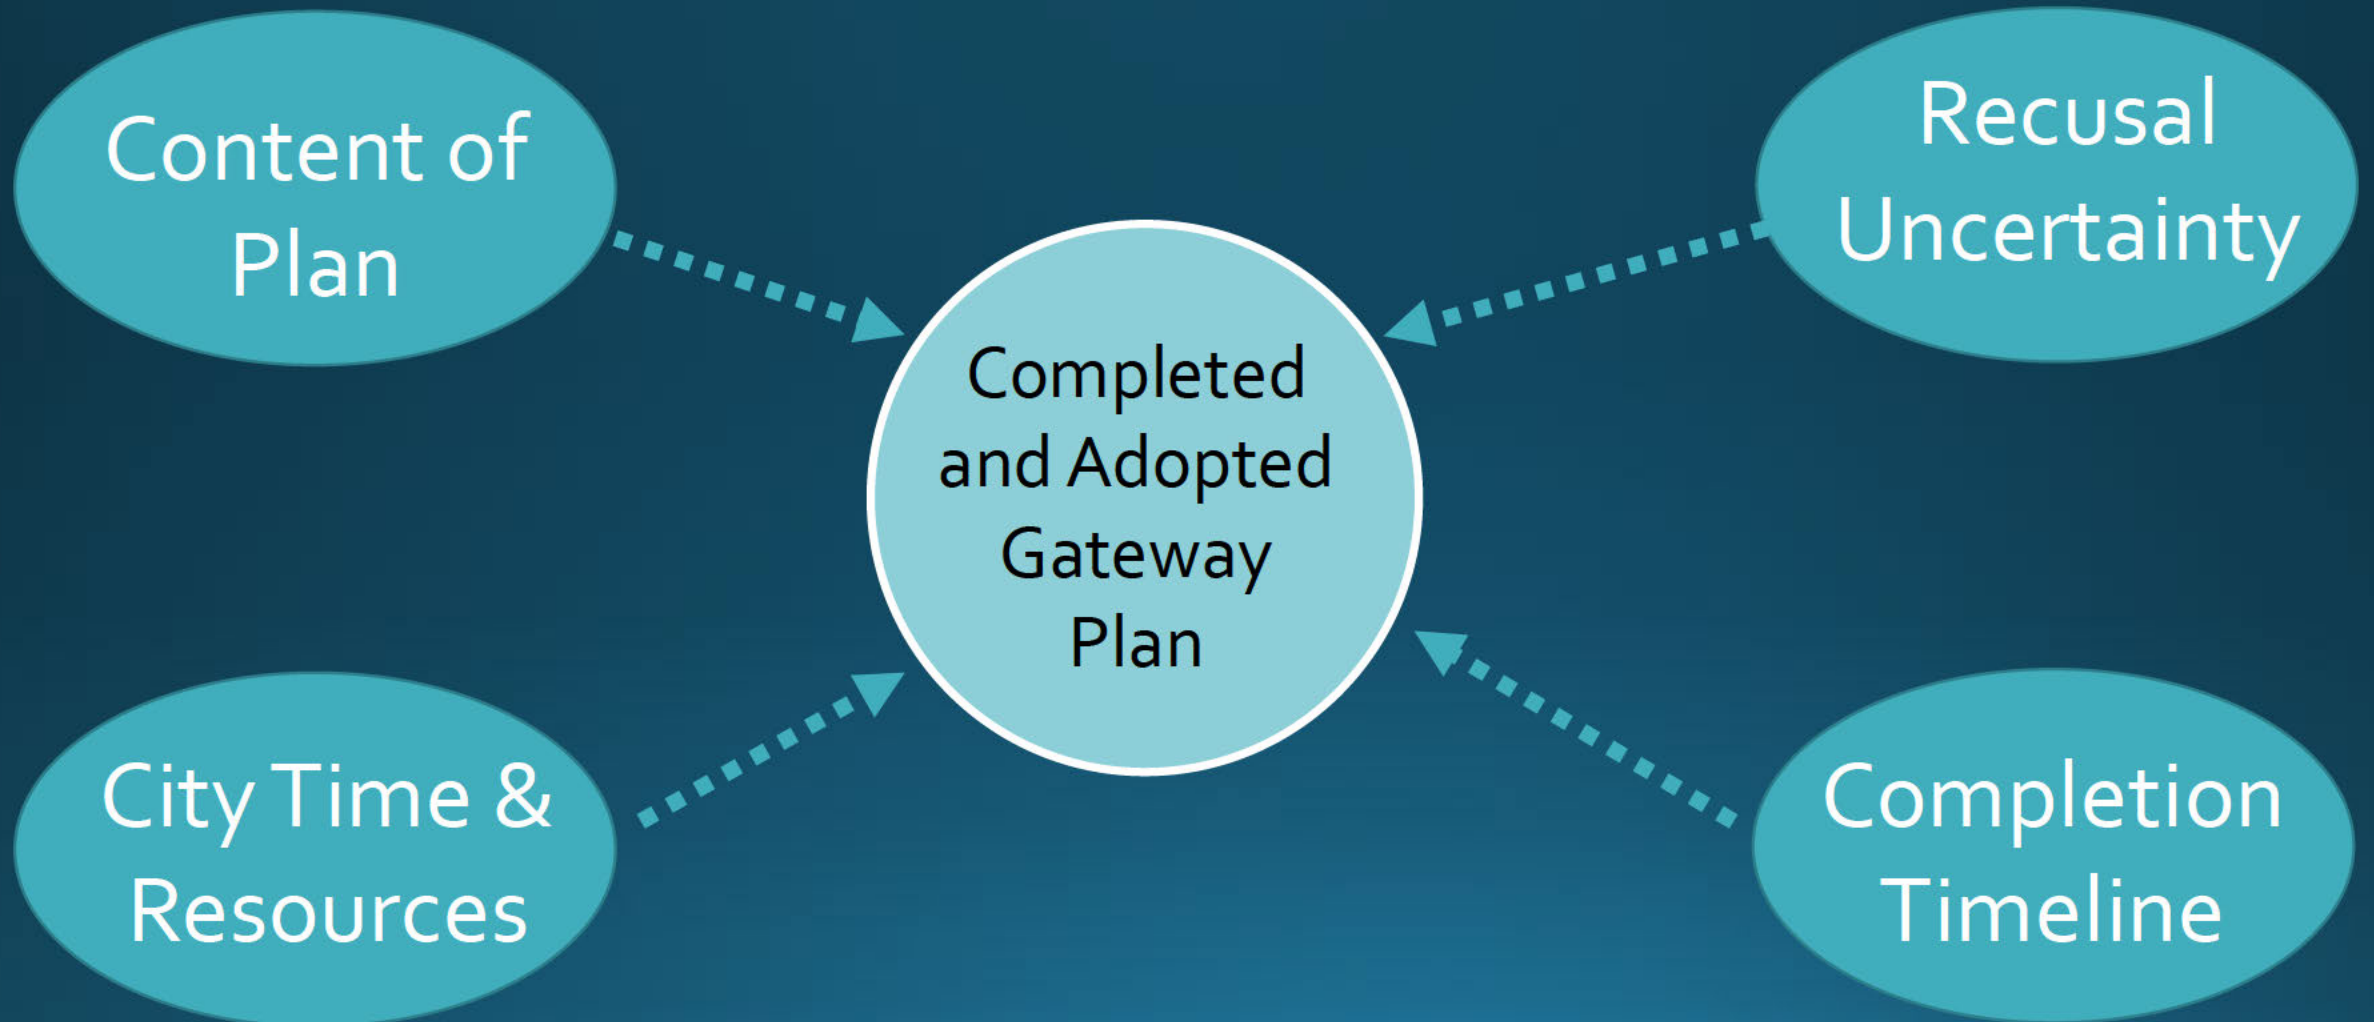 Content of
Plan
Recusal
Uncertainty
Completed
and Adopted
Gateway
Plan
City Time &
Resources
Completion
Timeline